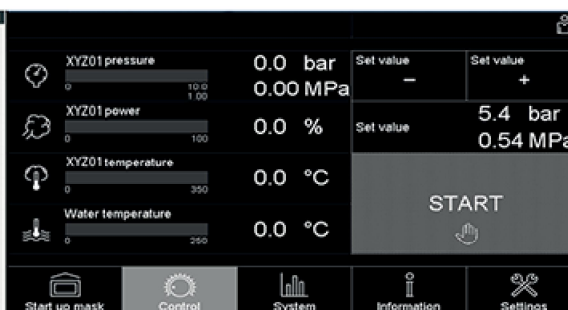 XYZ01 pressure
0.0 bar
0.00 MPa
0
10.0
1.00
Set value
−
Set value
+
XYZ01 power
0.0 %
0
100
Set value
5.4 bar
0.54 MPa
XYZ01 temperature
0.0 °C
0
350
START
Water temperature
0.0 °C
0
250
Start up mask
Control
System
Information
Settings